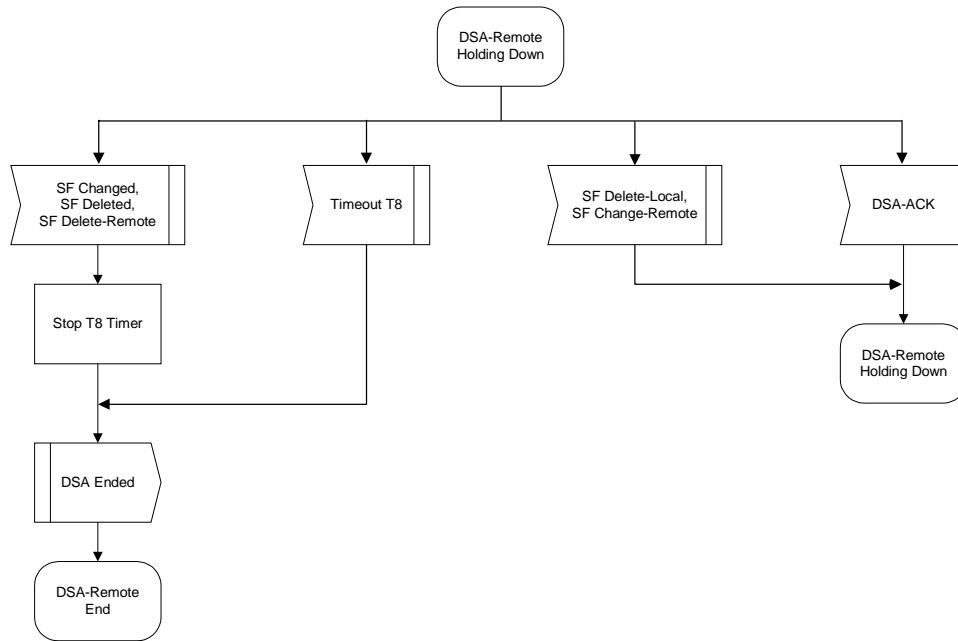 DSA-Remote
Holding Down
SF Changed,
SF Deleted,
SF Delete-Remote
Timeout T8
SF Delete-Local,
SF Change-Remote
DSA-ACK
Stop T8 Timer
DSA-Remote
Holding Down
DSA Ended
DSA-Remote
End